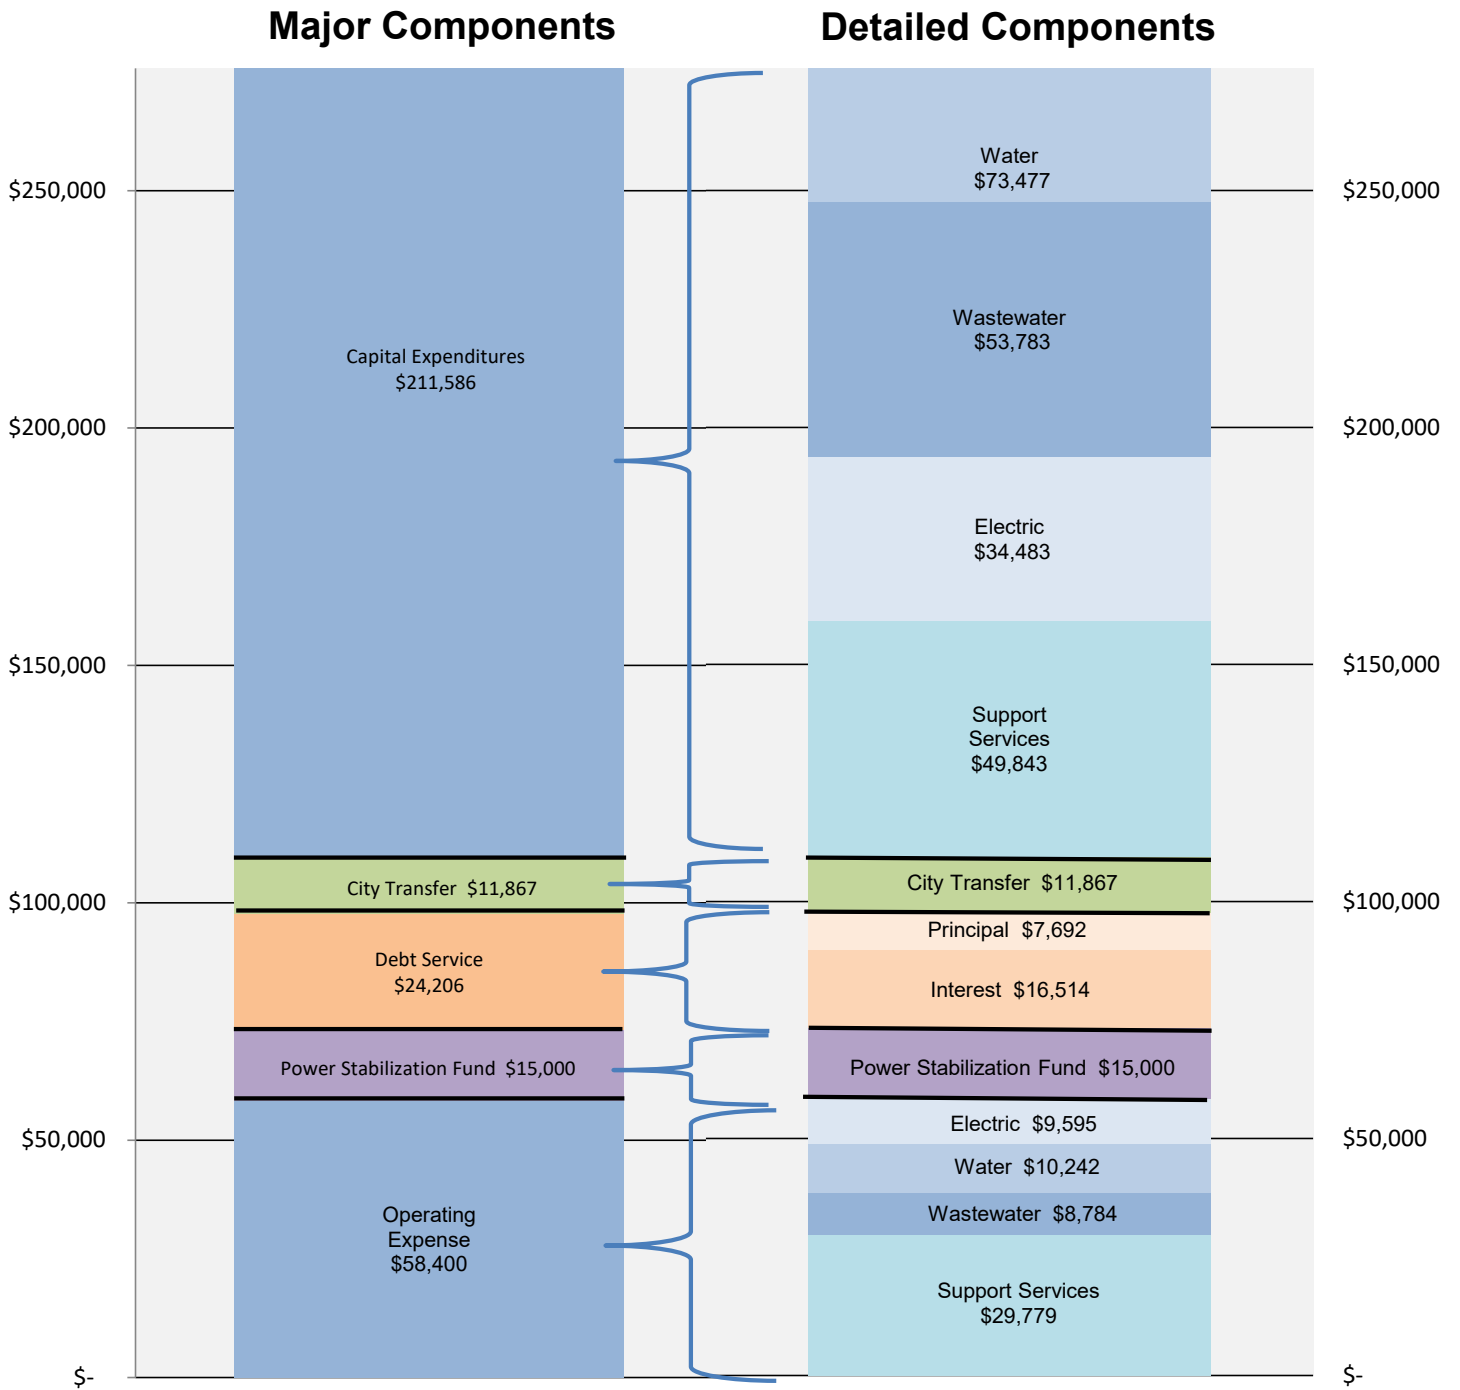 Major Components
Detailed Components
$250,000
$200,000
$150,000
$100,000
$50,000
$-
Capital Expenditures
$211,586
City Transfer $11,867
Debt Service
$24,206
Power Stabilization Fund $15,000
Operating
Expense
$58,400
Water
$73,477
Wastewater
$53,783
Electric
$34,483
Support
Services
$49,843
City Transfer $11,867
Principal $7,692
Interest $16,514
Power Stabilization Fund $15,000
Electric $9,595
Water $10,242
Wastewater $8,784
Support Services
$29,779
$250,000
$200,000
$150,000
$100,000
$50,000
$-